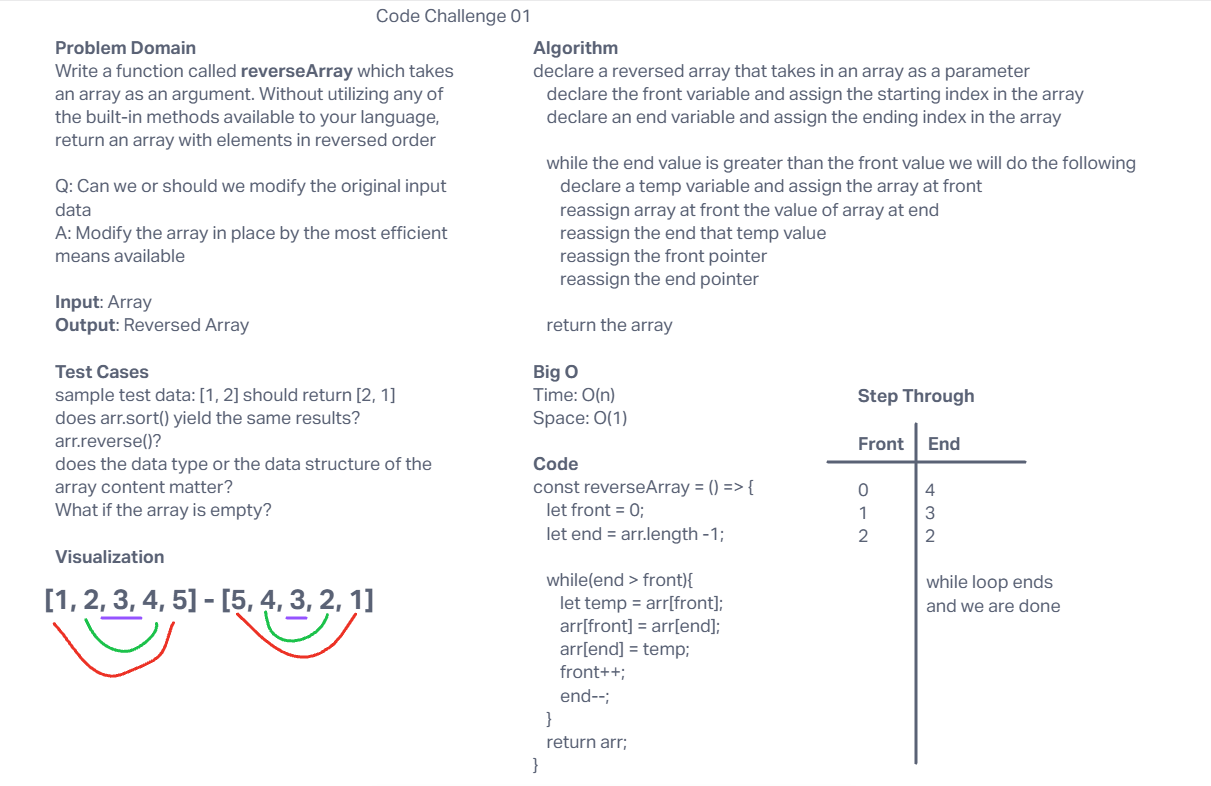 Code Challenge 01
Problem Domain
Write a function called reverseArray which takes
an array as an argument. Without utilizing any of
the built-in methods available to your language,
return an array with elements in reversed order
Q: Can we or should we modify the original input
data
A: Modify the array in place by the most efficient
means available
Input: Array
Output: Reversed Array
Test Cases
sample test data: [1, 2] should return [2, 1]
does arr.sort() yield the same results?
arr.reverse()?
does the data type or the data structure of the
array content matter?
What if the array is empty?
Visualization
[1, 2, 3, 4, 5] - [5, 4, 3, 2, 1]
Algorithm
declare a reversed array that takes in an array as a parameter
declare the front variable and assign the starting index in the array
declare an end variable and assign the ending index in the array
while the end value is greater than the front value we will do the following
declare a temp variable and assign the array at front
reassign array at front the value of array at end
reassign the end that temp value
reassign the front pointer
reassign the end pointer
return the array
Big O
Time: O(n)
Space: O(1)
Code
const reverseArray = () => {
let front = 0;
let end = arr.length -1;
while(end > front){
let temp = arr[front];
arr[front] = arr[end];
arr[end] = temp;
front++;
end--;
}
return arr;
}
Step Through
Front End
0 4
1 3
2 2
while loop ends
and we are done